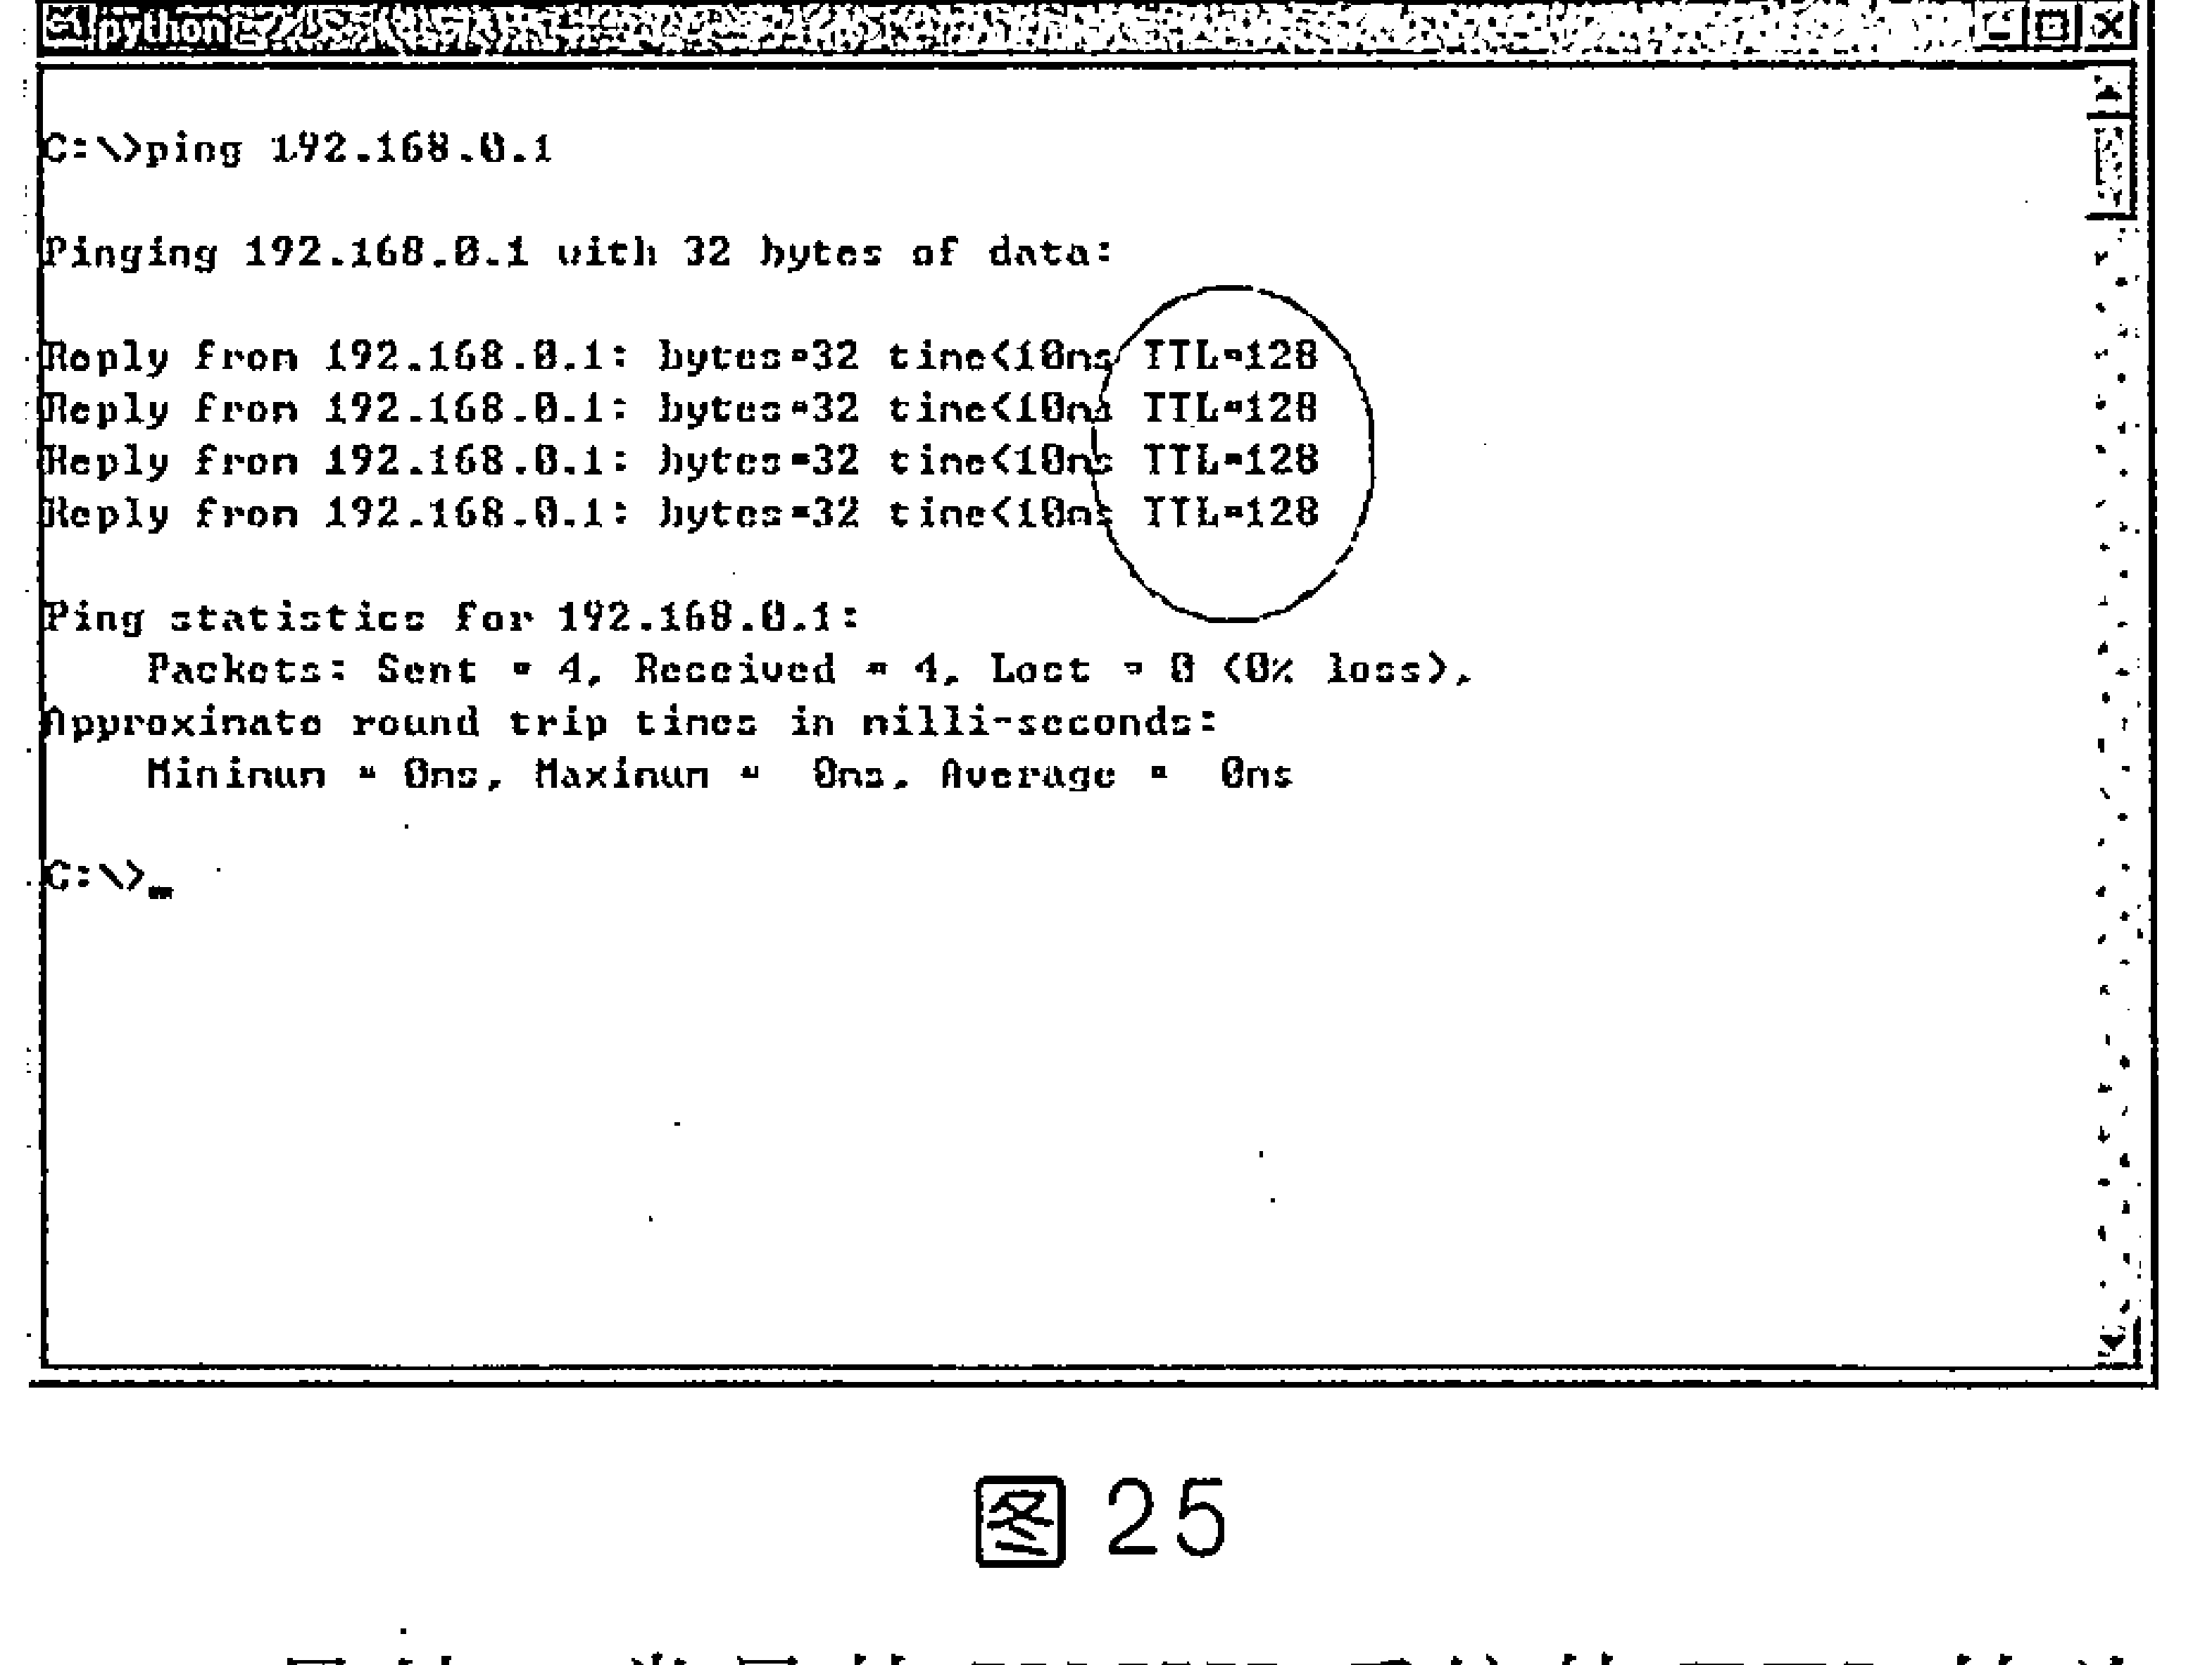 python
C:\>ping 192.168.0.1
Pinging 192.168.0.1 with 32 bytes of data:
Reply from 192.168.0.1: bytes=32 time<10ms TTL=128
Reply from 192.168.0.1: bytes=32 time<10ms TTL=128
Reply from 192.168.0.1: bytes=32 time<10ms TTL=128
Reply from 192.168.0.1: bytes=32 time<10ms TTL=128
Ping statistics for 192.168.0.1:
Packets: Sent = 4, Received = 4, Lost = 0 (0% loss),
Approximate round trip times in milli-seconds:
Minimum = 0ms, Maximum =  0ms, Average =  0ms
C:\>_
图 25